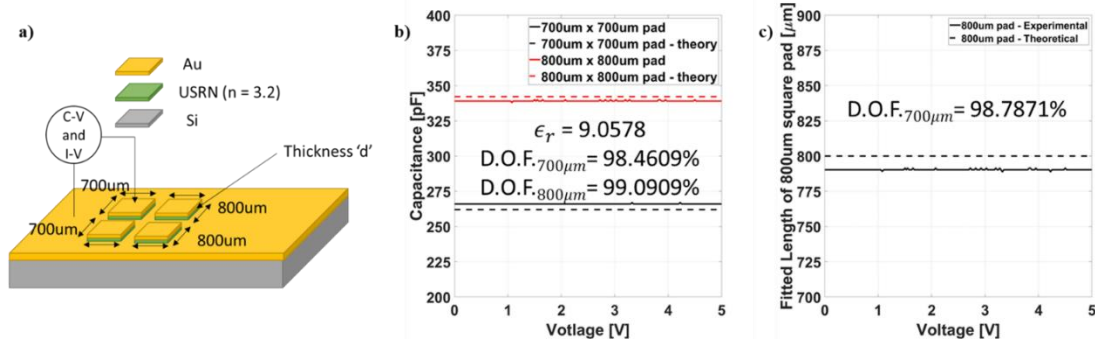 a)
Au
USRN (n = 3.2)
Si
C-V
and
I-V
Thickness 'd'
700um
800um
700um
800um
b)
400
375
350
325
300
275
250
225
200
Capacitance [pF]
700um x 700um pad
700um x 700um pad - theory
800um x 800um pad
800um x 800um pad - theory
ϵr = 9.0578
D.O.F.700μm = 98.4609%
D.O.F.800μm = 99.0909%
0 1 2 3 4 5
Votlage [V]
c)
900
875
850
825
800
775
750
725
700
Fitted Length of 800um square pad [μm]
800um pad - Experimental
800um pad - Theoretical
D.O.F.700μm = 98.7871%
0 1 2 3 4 5
Voltage [V]